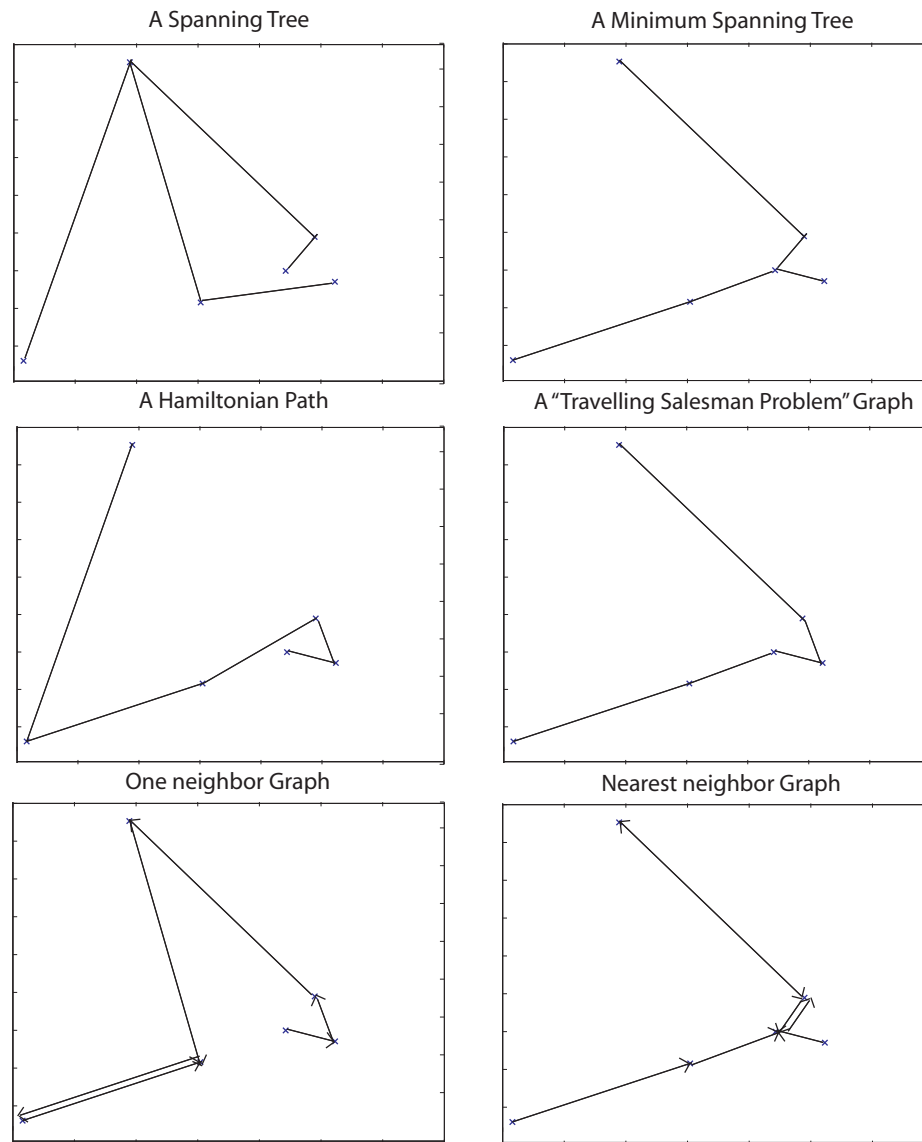 A Spanning Tree
A Minimum Spanning Tree
A Hamiltonian Path
A “Travelling Salesman Problem” Graph
One neighbor Graph
Nearest neighbor Graph